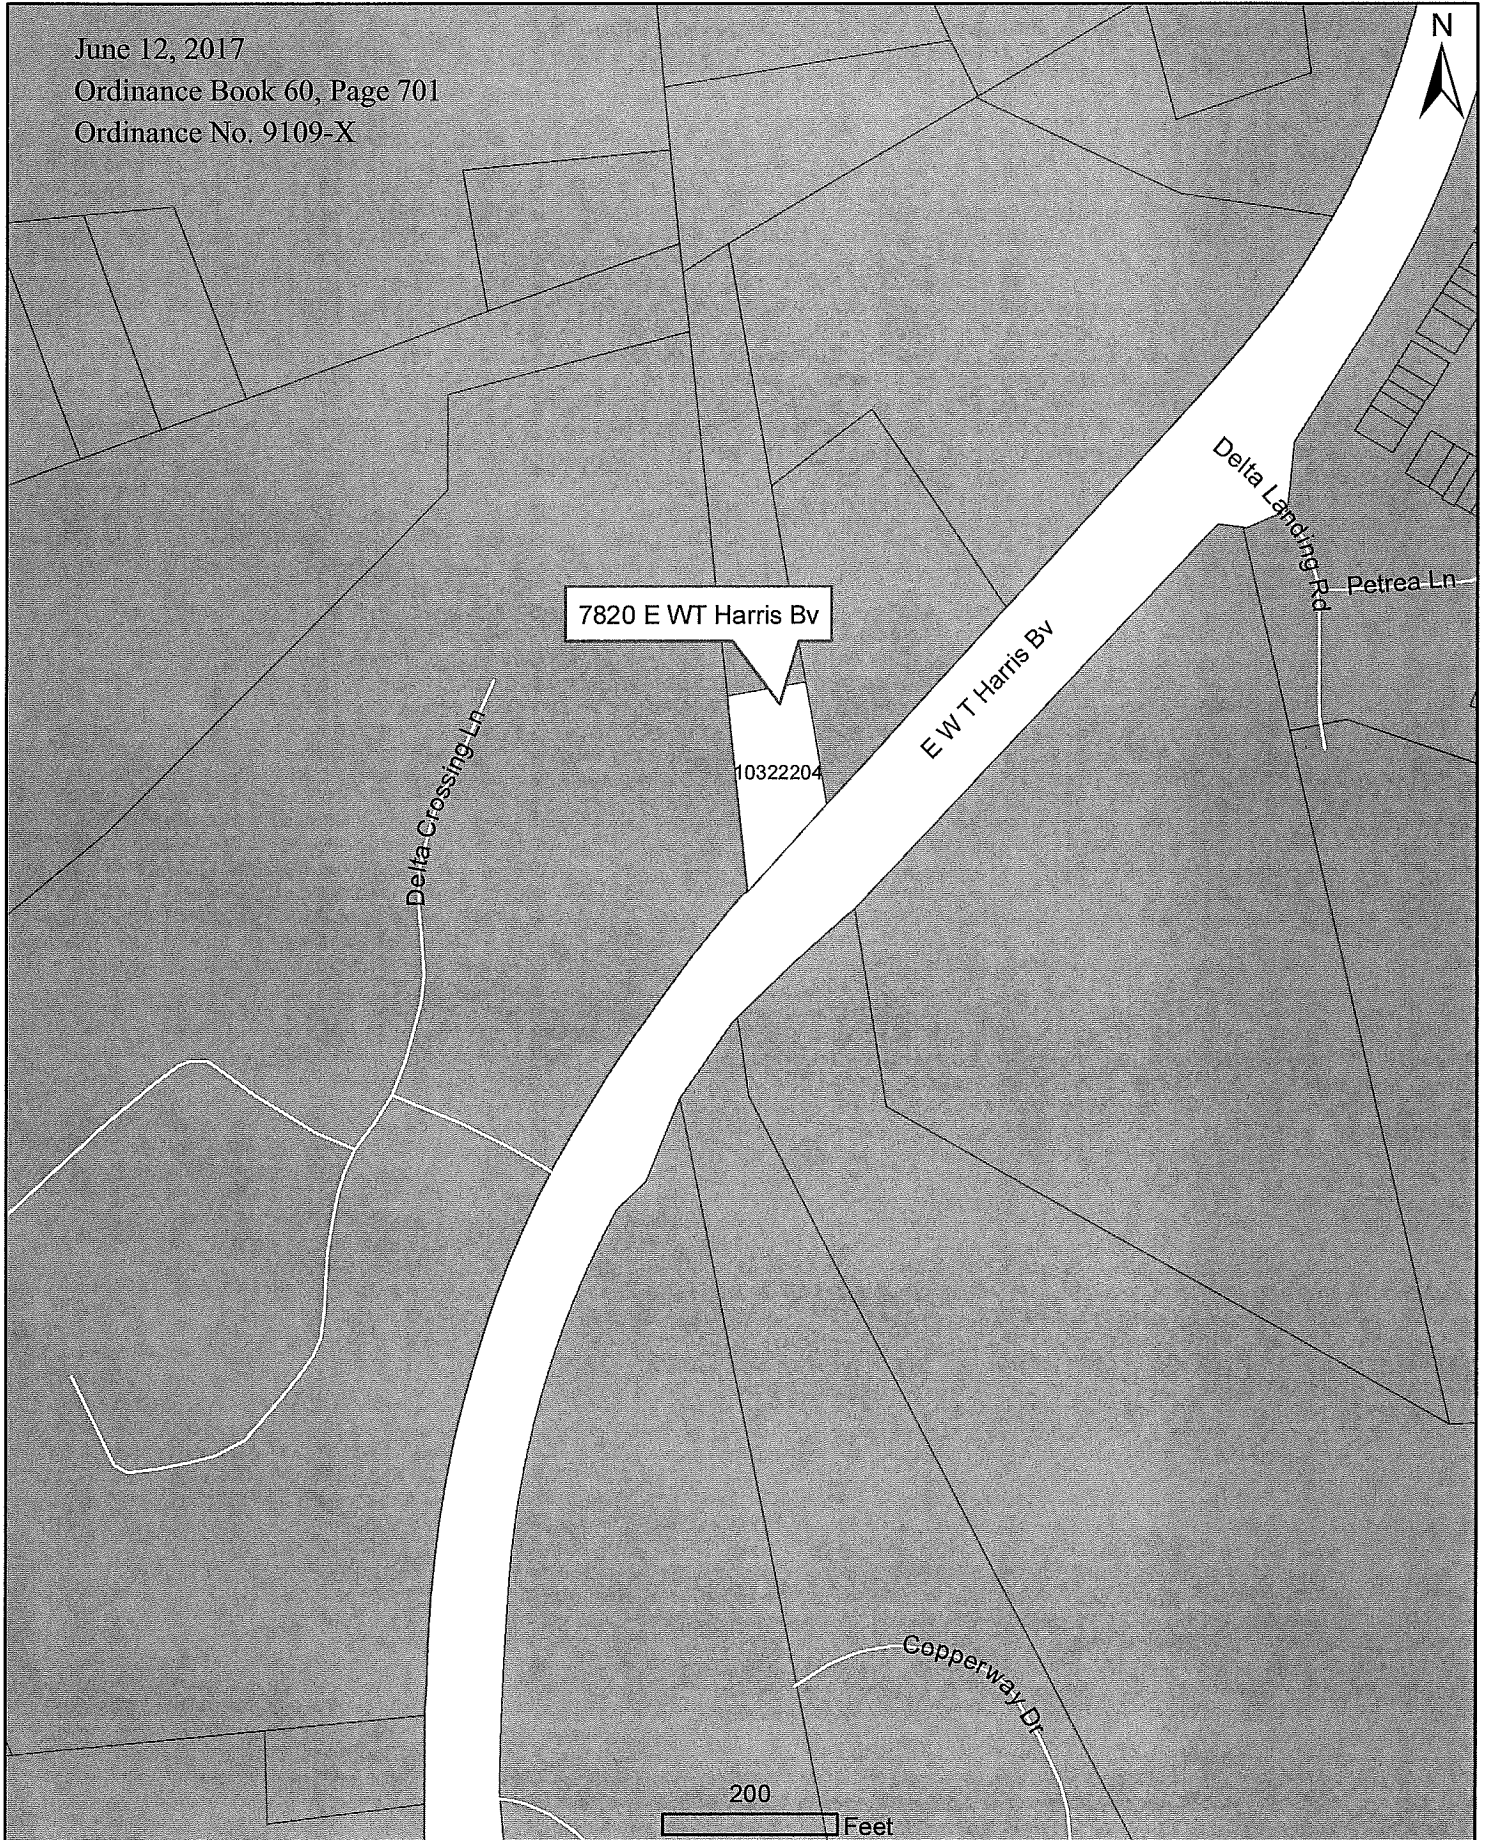 June 12, 2017
Ordinance Book 60, Page 701
Ordinance No. 9109-X
N
Delta Landing Rd
Petrea Ln
7820 E WT Harris Bv
E W T Harris Bv
10322204
Delta Crossing Ln
Copperway Dr
200
Feet